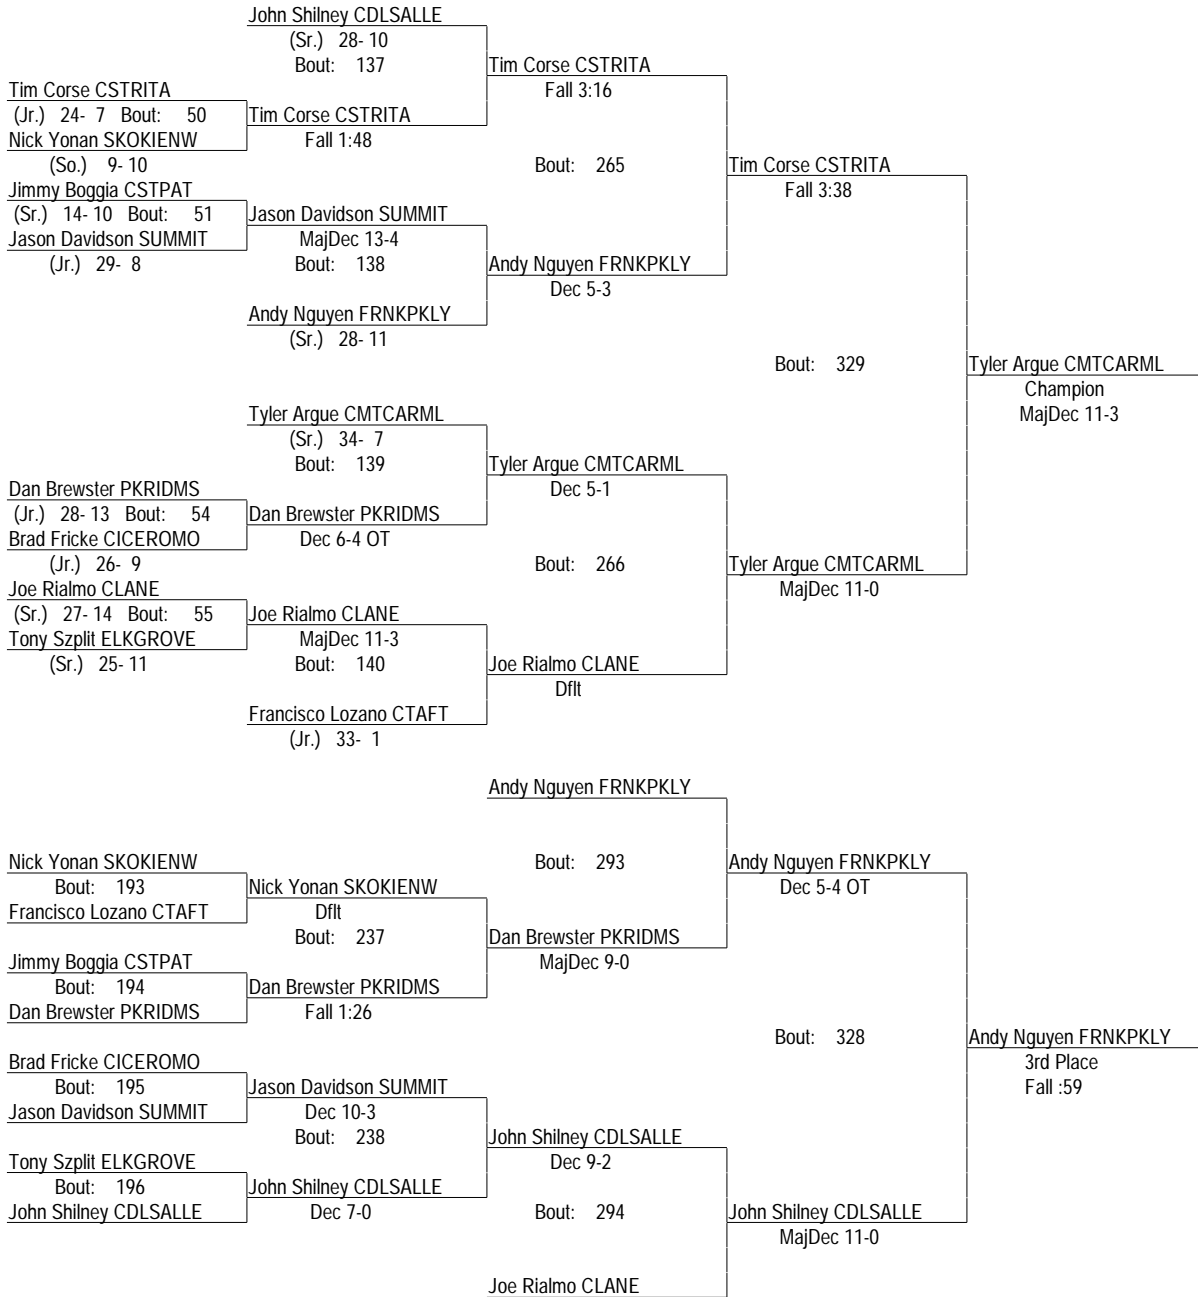 John Shilney CDLSALLE
(Sr.) 28- 10
Bout: 137
Tim Corse CSTRITA
Fall 3:16
Tim Corse CSTRITA
(Jr.) 24- 7 Bout: 50
Tim Corse CSTRITA
Nick Yonan SKOKIENW
Fall 1:48
(So.) 9- 10
Bout: 265
Tim Corse CSTRITA
Jimmy Boggia CSTPAT
Fall 3:38
(Sr.) 14- 10 Bout: 51
Jason Davidson SUMMIT
Jason Davidson SUMMIT
MajDec 13-4
(Jr.) 29- 8
Bout: 138
Andy Nguyen FRNKPKLY
Dec 5-3
Andy Nguyen FRNKPKLY
(Sr.) 28- 11
Bout: 329
Tyler Argue CMTCARML
Champion
MajDec 11-3
Tyler Argue CMTCARML
(Sr.) 34- 7
Bout: 139
Tyler Argue CMTCARML
Dec 5-1
Dan Brewster PKRIDMS
(Jr.) 28- 13 Bout: 54
Dan Brewster PKRIDMS
Brad Fricke CICEROMO
Dec 6-4 OT
(Jr.) 26- 9
Bout: 266
Tyler Argue CMTCARML
Joe Rialmo CLANE
MajDec 11-0
(Sr.) 27- 14 Bout: 55
Joe Rialmo CLANE
Tony Szplit ELKGROVE
MajDec 11-3
(Sr.) 25- 11
Bout: 140
Joe Rialmo CLANE
Dflt
Francisco Lozano CTAFT
(Jr.) 33- 1
Andy Nguyen FRNKPKLY
Nick Yonan SKOKIENW
Bout: 293
Andy Nguyen FRNKPKLY
Bout: 193
Nick Yonan SKOKIENW
Dec 5-4 OT
Francisco Lozano CTAFT
Dflt
Bout: 237
Dan Brewster PKRIDMS
Jimmy Boggia CSTPAT
MajDec 9-0
Bout: 194
Dan Brewster PKRIDMS
Dan Brewster PKRIDMS
Fall 1:26
Bout: 328
Andy Nguyen FRNKPKLY
Brad Fricke CICEROMO
3rd Place
Bout: 195
Jason Davidson SUMMIT
Fall :59
Jason Davidson SUMMIT
Dec 10-3
Bout: 238
John Shilney CDLSALLE
Tony Szplit ELKGROVE
Dec 9-2
Bout: 196
John Shilney CDLSALLE
John Shilney CDLSALLE
Dec 7-0
Bout: 294
John Shilney CDLSALLE
MajDec 11-0
Joe Rialmo CLANE